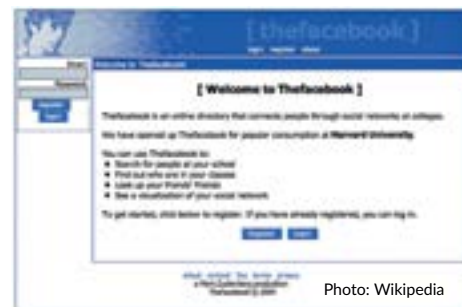 [ thefacebook ]
login register about
Email:
Password:
register
login
Welcome to Thefacebook!
[ Welcome to Thefacebook ]
Thefacebook is an online directory that connects people through social networks at colleges.
We have opened up Thefacebook for popular consumption at Harvard University.
You can use Thefacebook to:
• Search for people at your school
• Find out who are in your classes
• Look up your friends' friends
• See a visualization of your social network
To get started, click below to register. If you have already registered, you can log in.
Register Login
about contact faq terms privacy
a Mark Zuckerberg production
Thefacebook © 2004
Photo: Wikipedia